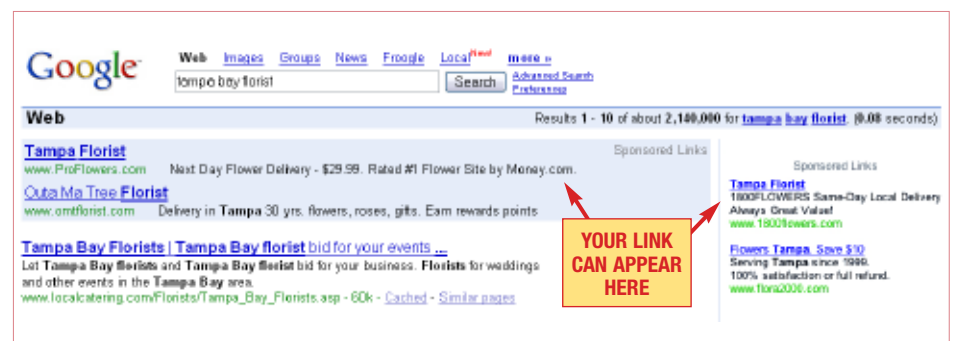 Google
Web Images Groups News Froogle Local New! more »
tampa bay florist Search Advanced Search
Preferences
Web Results 1 - 10 of about 2,140,000 for tampa bay florist. (0.08 seconds)
Tampa Florist Sponsored Links
www.ProFlowers.com Next Day Flower Delivery - $29.99. Rated #1 Flower Site by Money.com.
Outa Ma Tree Florist
www.omtflorist.com Delivery in Tampa 30 yrs. flowers, roses, gifts. Earn rewards points
Tampa Bay Florists | Tampa Bay florist bid for your events ...
Let Tampa Bay florists and Tampa Bay florist bid for your business. Florists for weddings
and other events in the Tampa Bay area.
www.localcatering.com/Florists/Tampa_Bay_Florists.asp - 60k - Cached - Similar pages
YOUR LINK
CAN APPEAR
HERE
Sponsored Links
Tampa Florist
1800FLOWERS Same-Day Local Delivery
Always Great Value!
www.1800flowers.com
Flowers Tampa, Save $10
Serving Tampa since 1999.
100% satisfaction or full refund.
www.flora2000.com